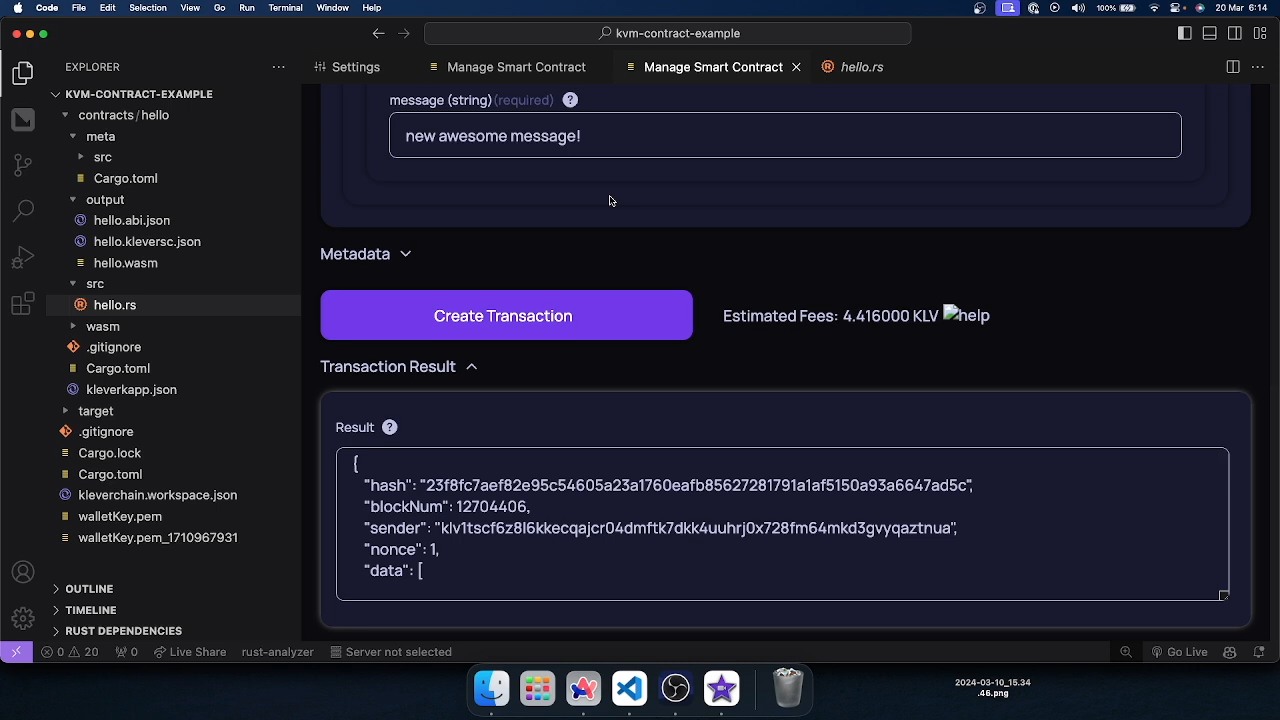 Code File Edit Selection View Go Run Terminal Window Help 100% 20 Mar 6:14
kvm-contract-example
EXPLORER
Settings
Manage Smart Contract
Manage Smart Contract
hello.rs
KVM-CONTRACT-EXAMPLE
contracts / hello
meta
src
Cargo.toml
output
hello.abi.json
hello.kleversc.json
hello.wasm
src
hello.rs
wasm
.gitignore
Cargo.toml
kleverkapp.json
target
.gitignore
Cargo.lock
Cargo.toml
kleverchain.workspace.json
walletKey.pem
walletKey.pem_1710967931
OUTLINE
TIMELINE
RUST DEPENDENCIES
message (string)(required) ?
new awesome message!
Metadata
Create Transaction
Estimated Fees: 4.416000 KLV help
Transaction Result
Result ?
{
"hash": "23f8fc7aef82e95c54605a23a1760eafb85627281791a1af5150a93a6647ad5c",
"blockNum": 12704406,
"sender": "klv1tscf6z8l6kkecqajcr04dmftk7dkk4uuhrj0x728fm64mkd3gvyqaztnua",
"nonce": 1,
"data": [
0 20 0 Live Share rust-analyzer Server not selected Go Live
2024-03-10_15.34
.46.png